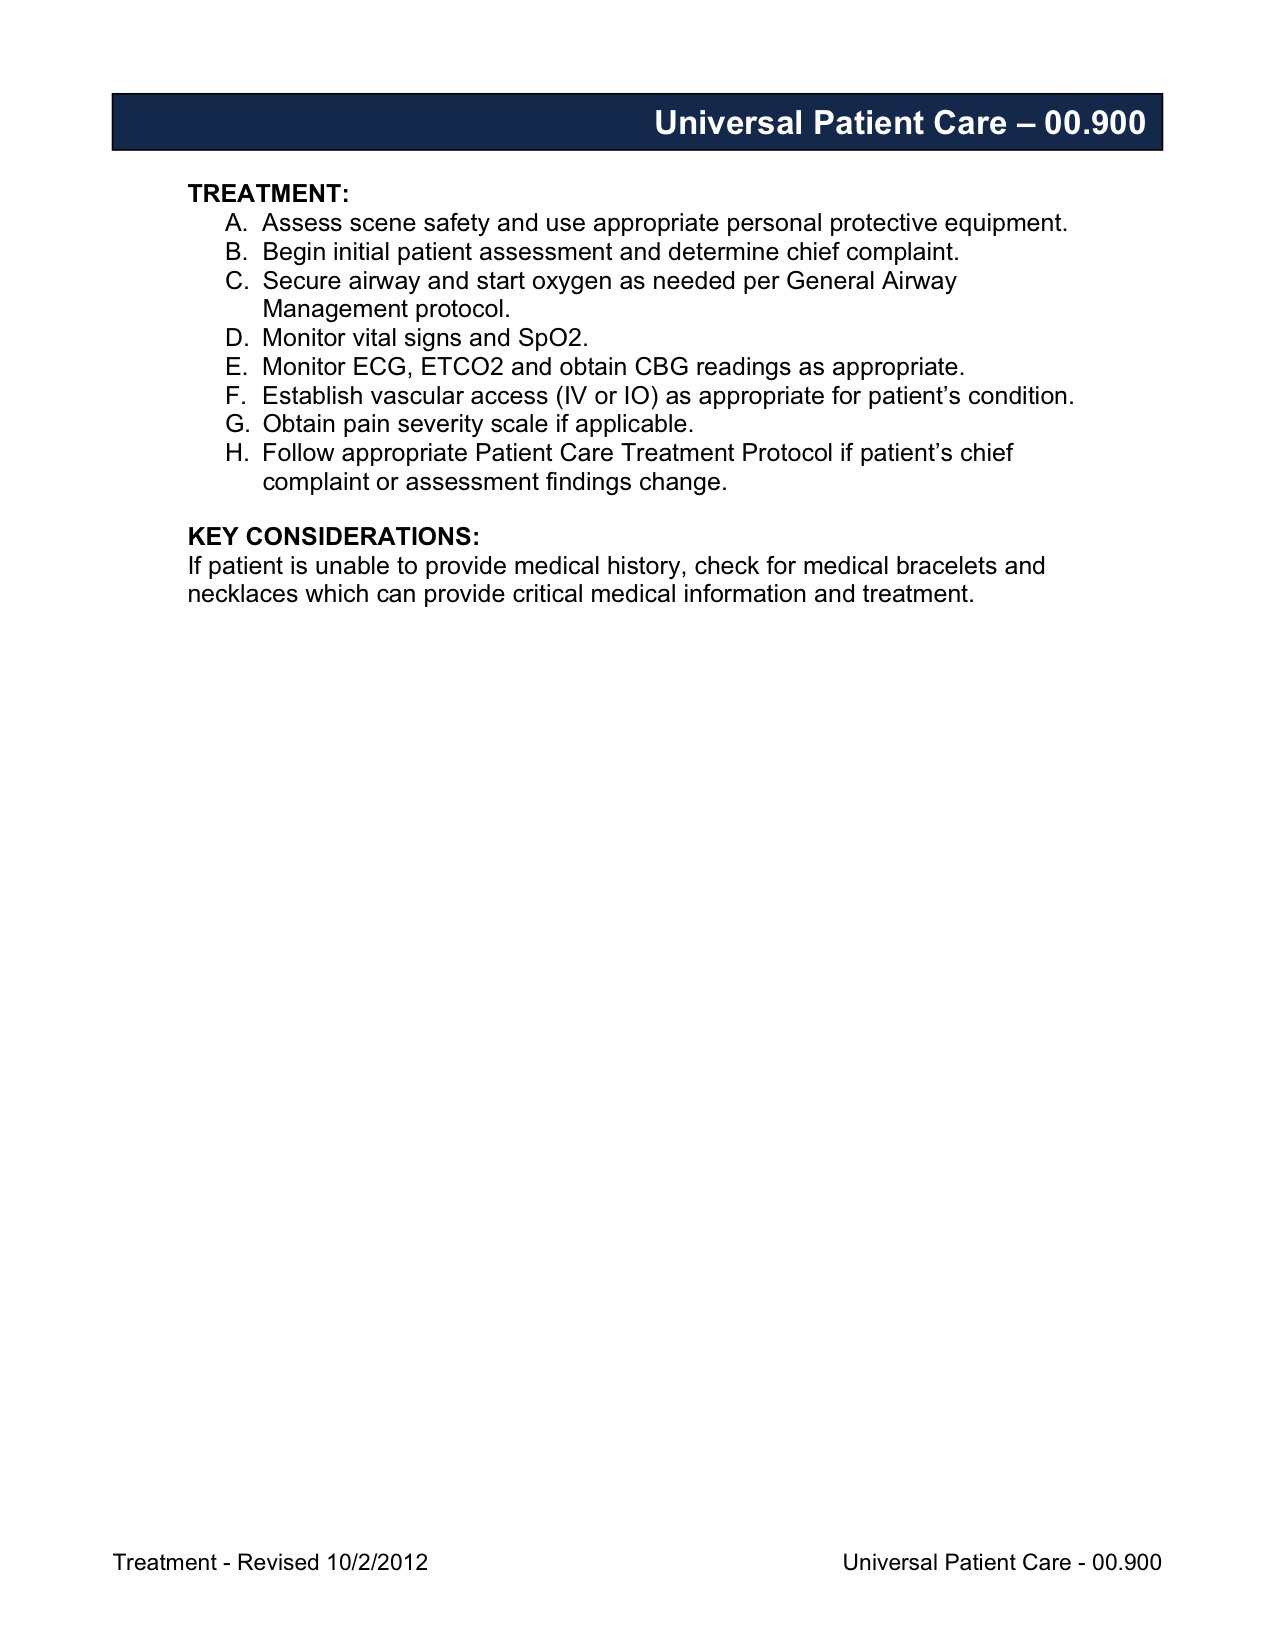 Universal Patient Care – 00.900
TREATMENT:
A. Assess scene safety and use appropriate personal protective equipment.
B. Begin initial patient assessment and determine chief complaint.
C. Secure airway and start oxygen as needed per General Airway
Management protocol.
D. Monitor vital signs and SpO2.
E. Monitor ECG, ETCO2 and obtain CBG readings as appropriate.
F. Establish vascular access (IV or IO) as appropriate for patient’s condition.
G. Obtain pain severity scale if applicable.
H. Follow appropriate Patient Care Treatment Protocol if patient’s chief
complaint or assessment findings change.
KEY CONSIDERATIONS:
If patient is unable to provide medical history, check for medical bracelets and
necklaces which can provide critical medical information and treatment.
Treatment - Revised 10/2/2012
Universal Patient Care - 00.900